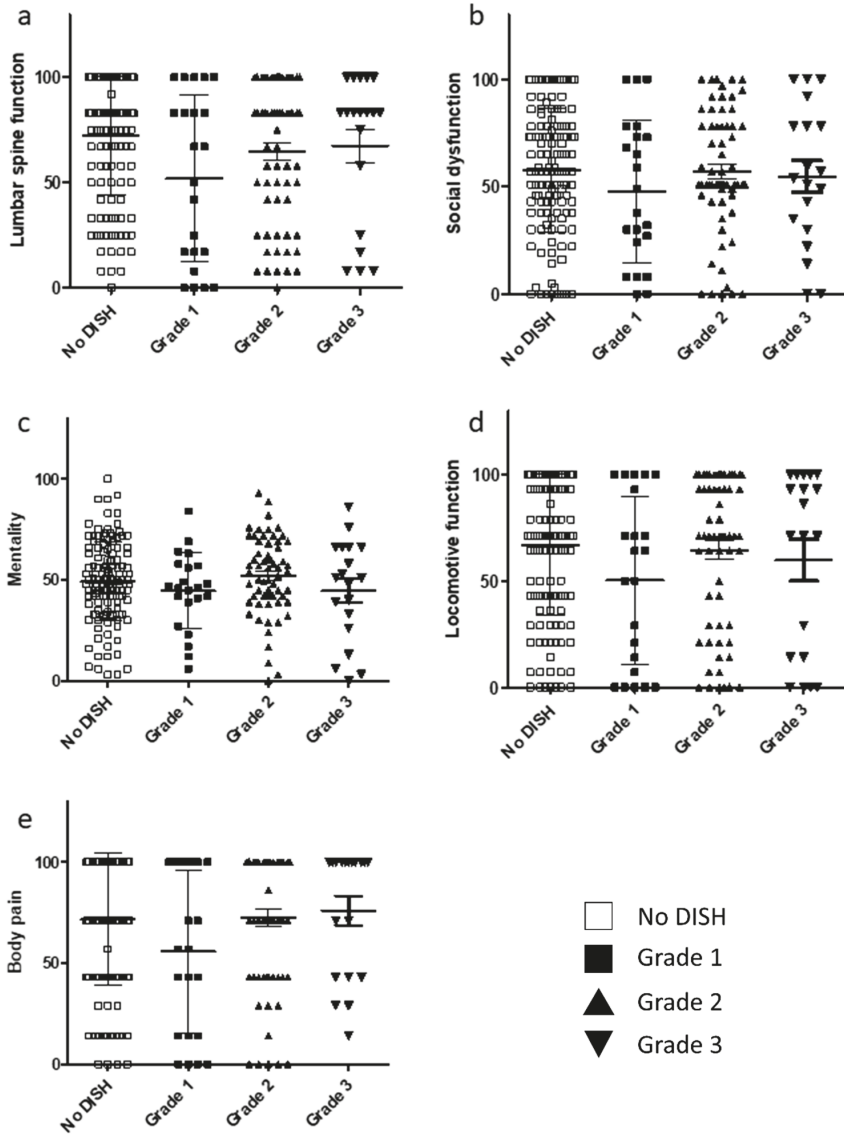 a
Lumbar spine function
100
50
0
No DISH
Grade 1
Grade 2
Grade 3
b
Social dysfunction
100
50
0
No DISH
Grade 1
Grade 2
Grade 3
c
Mentality
100
50
0
No DISH
Grade 1
Grade 2
Grade 3
d
Locomotive function
100
50
0
No DISH
Grade 1
Grade 2
Grade 3
e
Body pain
100
50
0
No DISH
Grade 1
Grade 2
Grade 3
No DISH
Grade 1
Grade 2
Grade 3